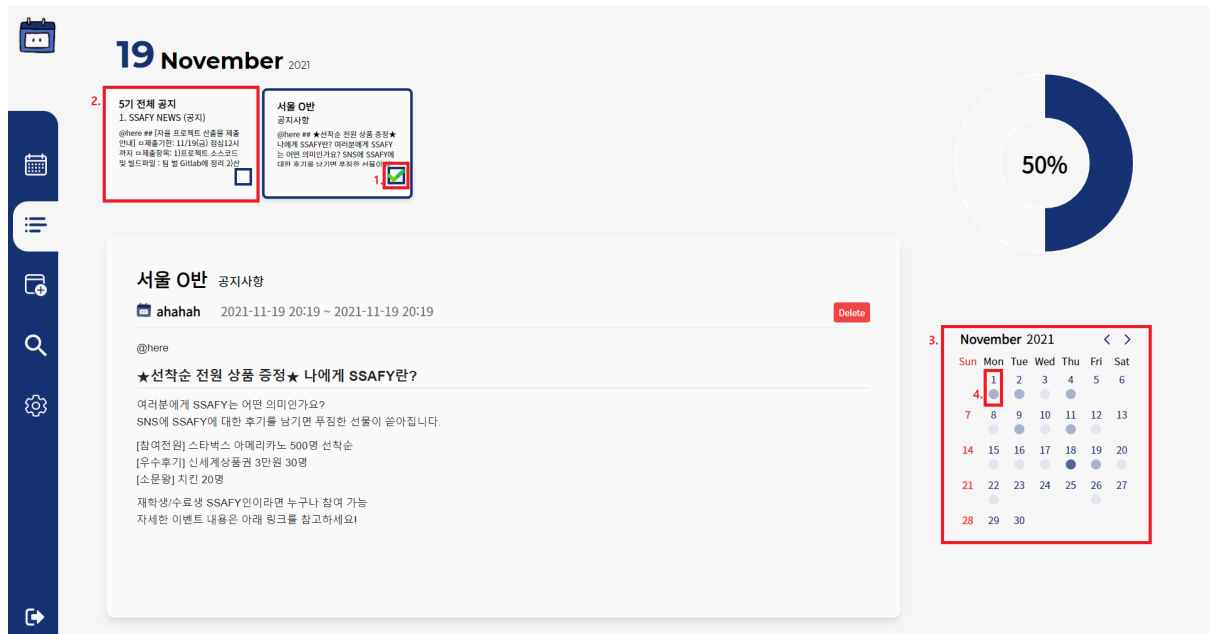 19 November 2021
2.
5기 전체 공지
1. SSAFY NEWS (공지)
@here ## [자율 프로젝트 산출물 제출
안내] ㅁ제출기한: 11/19(금) 점심12시
까지 ㅁ제출항목: 1)프로젝트 소스코드
및 빌드파일 : 팀 별 Gitlab에 정리 2)산
서울 0반
공지사항
@here ## ★선착순 전원 상품 증정★
나에게 SSAFY란? 여러분에게 SSAFY
는 어떤 의미인가요? SNS에 SSAFY에
대한 후기를 남기면 푸짐한 선물이
1.
50%
서울 0반 공지사항
ahahah 2021-11-19 20:19 ~ 2021-11-19 20:19
Delete
@here
★선착순 전원 상품 증정★ 나에게 SSAFY란?
여러분에게 SSAFY는 어떤 의미인가요?
SNS에 SSAFY에 대한 후기를 남기면 푸짐한 선물이 쏟아집니다.
[참여전원] 스타벅스 아메리카노 500명 선착순
[우수후기] 신세계상품권 3만원 30명
[소문왕] 치킨 20명
재학생/수료생 SSAFY인이라면 누구나 참여 가능
자세한 이벤트 내용은 아래 링크를 참고하세요!
3.
November 2021 < >
Sun Mon Tue Wed Thu Fri Sat
1 2 3 4 5 6
4.
7 8 9 10 11 12 13
14 15 16 17 18 19 20
21 22 23 24 25 26 27
28 29 30